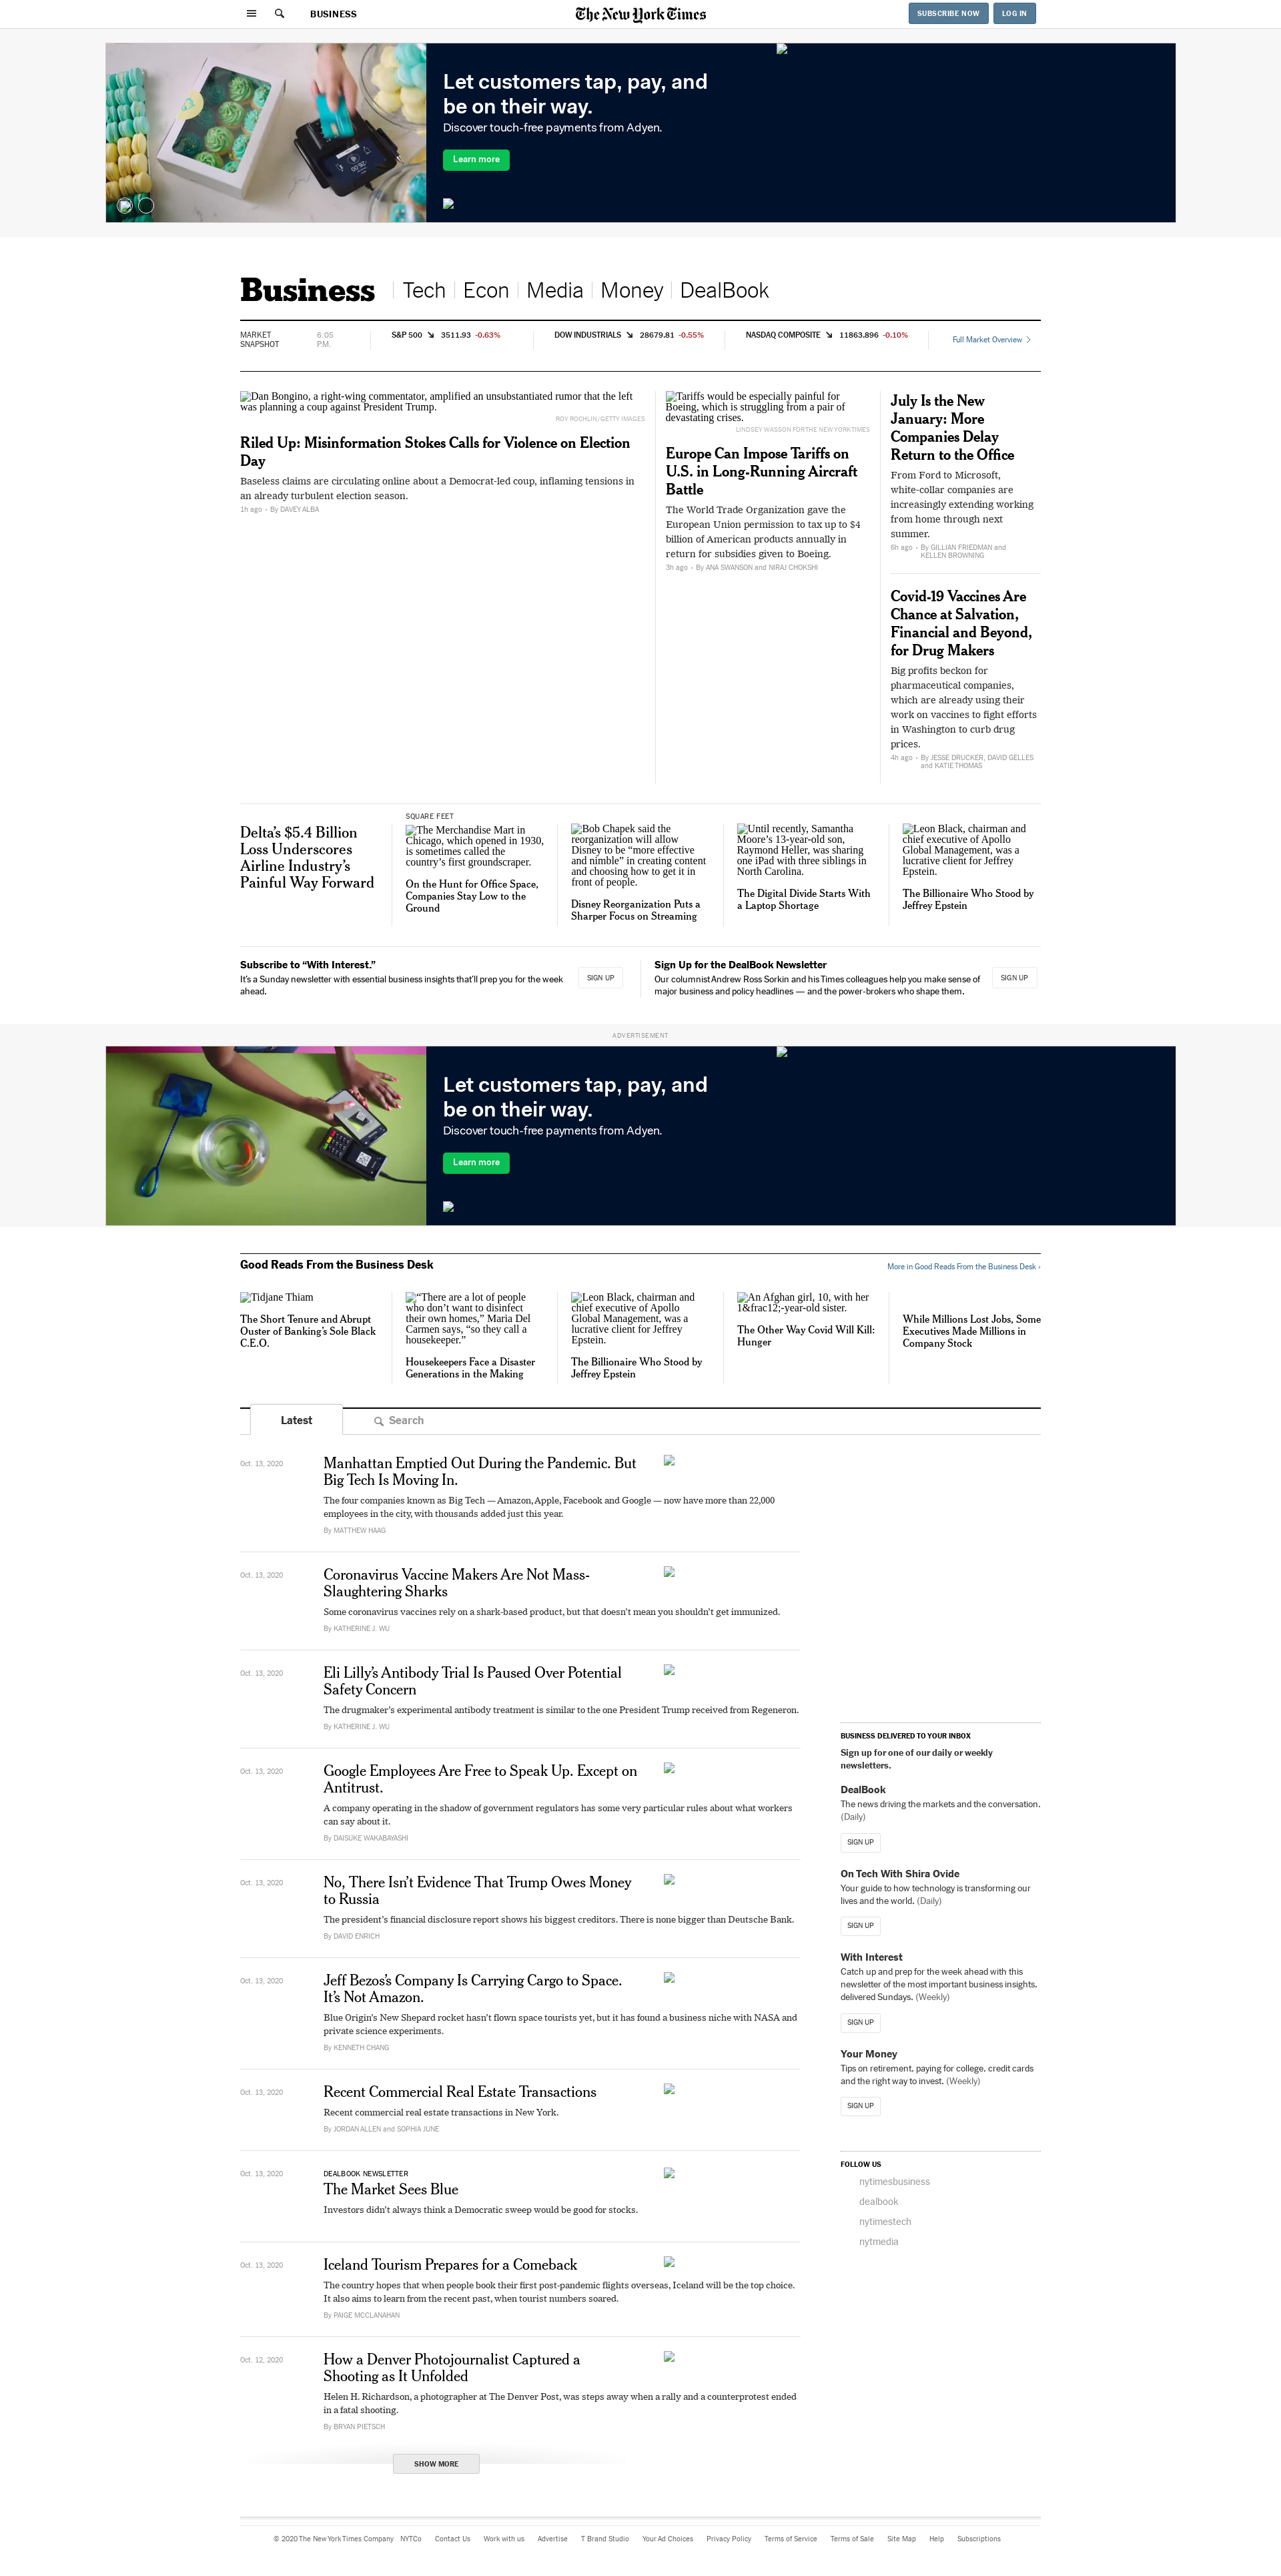 BUSINESS
The New York Times
SUBSCRIBE NOW
LOG IN
Let customers tap, pay, and
be on their way.
Discover touch-free payments from Adyen.
Learn more
Business
Tech
Econ
Media
Money
DealBook
MARKET
SNAPSHOT
6:05
P.M.
S&P 500 3511.93 -0.63%
DOW INDUSTRIALS 28679.81 -0.55%
NASDAQ COMPOSITE 11863.896 -0.10%
Full Market Overview
Dan Bongino, a right-wing commentator, amplified an unsubstantiated rumor that the left
was planning a coup against President Trump.
ROY ROCHLIN/GETTY IMAGES
Riled Up: Misinformation Stokes Calls for Violence on Election
Day
Baseless claims are circulating online about a Democrat-led coup, inflaming tensions in
an already turbulent election season.
1h ago - By DAVEY ALBA
Tariffs would be especially painful for
Boeing, which is struggling from a pair of
devastating crises.
LINDSEY WASSON FOR THE NEW YORK TIMES
Europe Can Impose Tariffs on
U.S. in Long-Running Aircraft
Battle
The World Trade Organization gave the
European Union permission to tax up to $4
billion of American products annually in
return for subsidies given to Boeing.
3h ago - By ANA SWANSON and NIRAJ CHOKSHI
July Is the New
January: More
Companies Delay
Return to the Office
From Ford to Microsoft,
white-collar companies are
increasingly extending working
from home through next
summer.
6h ago - By GILLIAN FRIEDMAN and
KELLEN BROWNING
Covid-19 Vaccines Are
Chance at Salvation,
Financial and Beyond,
for Drug Makers
Big profits beckon for
pharmaceutical companies,
which are already using their
work on vaccines to fight efforts
in Washington to curb drug
prices.
4h ago - By JESSE DRUCKER, DAVID GELLES
and KATIE THOMAS
Delta's $5.4 Billion
Loss Underscores
Airline Industry's
Painful Way Forward
SQUARE FEET
The Merchandise Mart in
Chicago, which opened in 1930,
is sometimes called the
country's first groundscraper.
On the Hunt for Office Space,
Companies Stay Low to the
Ground
Bob Chapek said the
reorganization will allow
Disney to be “more effective
and nimble” in creating content
and choosing how to get it in
front of people.
Disney Reorganization Puts a
Sharper Focus on Streaming
Until recently, Samantha
Moore's 13-year-old son,
Raymond Heller, was sharing
one iPad with three siblings in
North Carolina.
The Digital Divide Starts With
a Laptop Shortage
Leon Black, chairman and
chief executive of Apollo
Global Management, was a
lucrative client for Jeffrey
Epstein.
The Billionaire Who Stood by
Jeffrey Epstein
Subscribe to “With Interest.”
It's a Sunday newsletter with essential business insights that'll prep you for the week
ahead.
SIGN UP
Sign Up for the DealBook Newsletter
Our columnist Andrew Ross Sorkin and his Times colleagues help you make sense of
major business and policy headlines — and the power-brokers who shape them.
SIGN UP
ADVERTISEMENT
Let customers tap, pay, and
be on their way.
Discover touch-free payments from Adyen.
Learn more
Good Reads From the Business Desk
More in Good Reads From the Business Desk ›
Tidjane Thiam
The Short Tenure and Abrupt
Ouster of Banking's Sole Black
C.E.O.
“There are a lot of people
who don't want to disinfect
their own homes,” Maria Del
Carmen says, “so they call a
housekeeper.”
Housekeepers Face a Disaster
Generations in the Making
Leon Black, chairman and
chief executive of Apollo
Global Management, was a
lucrative client for Jeffrey
Epstein.
The Billionaire Who Stood by
Jeffrey Epstein
An Afghan girl, 10, with her
1&frac12;-year-old sister.
The Other Way Covid Will Kill:
Hunger
While Millions Lost Jobs, Some
Executives Made Millions in
Company Stock
Latest
Search
Oct. 13, 2020
Manhattan Emptied Out During the Pandemic. But
Big Tech Is Moving In.
The four companies known as Big Tech — Amazon, Apple, Facebook and Google — now have more than 22,000
employees in the city, with thousands added just this year.
By MATTHEW HAAG
Oct. 13, 2020
Coronavirus Vaccine Makers Are Not Mass-
Slaughtering Sharks
Some coronavirus vaccines rely on a shark-based product, but that doesn't mean you shouldn't get immunized.
By KATHERINE J. WU
Oct. 13, 2020
Eli Lilly's Antibody Trial Is Paused Over Potential
Safety Concern
The drugmaker's experimental antibody treatment is similar to the one President Trump received from Regeneron.
By KATHERINE J. WU
Oct. 13, 2020
Google Employees Are Free to Speak Up. Except on
Antitrust.
A company operating in the shadow of government regulators has some very particular rules about what workers
can say about it.
By DAISUKE WAKABAYASHI
Oct. 13, 2020
No, There Isn't Evidence That Trump Owes Money
to Russia
The president's financial disclosure report shows his biggest creditors. There is none bigger than Deutsche Bank.
By DAVID ENRICH
Oct. 13, 2020
Jeff Bezos's Company Is Carrying Cargo to Space.
It's Not Amazon.
Blue Origin's New Shepard rocket hasn't flown space tourists yet, but it has found a business niche with NASA and
private science experiments.
By KENNETH CHANG
Oct. 13, 2020
Recent Commercial Real Estate Transactions
Recent commercial real estate transactions in New York.
By JORDAN ALLEN and SOPHIA JUNE
Oct. 13, 2020
DEALBOOK NEWSLETTER
The Market Sees Blue
Investors didn't always think a Democratic sweep would be good for stocks.
Oct. 13, 2020
Iceland Tourism Prepares for a Comeback
The country hopes that when people book their first post-pandemic flights overseas, Iceland will be the top choice.
It also aims to learn from the recent past, when tourist numbers soared.
By PAIGE MCCLANAHAN
Oct. 12, 2020
How a Denver Photojournalist Captured a
Shooting as It Unfolded
Helen H. Richardson, a photographer at The Denver Post, was steps away when a rally and a counterprotest ended
in a fatal shooting.
By BRYAN PIETSCH
SHOW MORE
BUSINESS DELIVERED TO YOUR INBOX
Sign up for one of our daily or weekly
newsletters.
DealBook
The news driving the markets and the conversation.
(Daily)
SIGN UP
On Tech With Shira Ovide
Your guide to how technology is transforming our
lives and the world. (Daily)
SIGN UP
With Interest
Catch up and prep for the week ahead with this
newsletter of the most important business insights,
delivered Sundays. (Weekly)
SIGN UP
Your Money
Tips on retirement, paying for college, credit cards
and the right way to invest. (Weekly)
SIGN UP
FOLLOW US
nytimesbusiness
dealbook
nytimestech
nytmedia
© 2020 The New York Times Company NYTCo Contact Us Work with us Advertise T Brand Studio Your Ad Choices Privacy Policy Terms of Service Terms of Sale Site Map Help Subscriptions